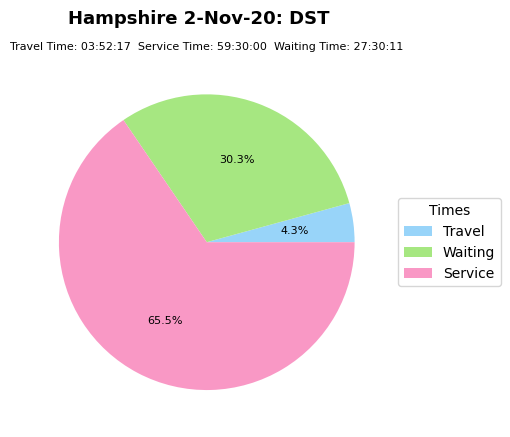 Hampshire 2-Nov-20: DST
Travel Time: 03:52:17  Service Time: 59:30:00  Waiting Time: 27:30:11
30.3%
4.3%
65.5%
Times
Travel
Waiting
Service